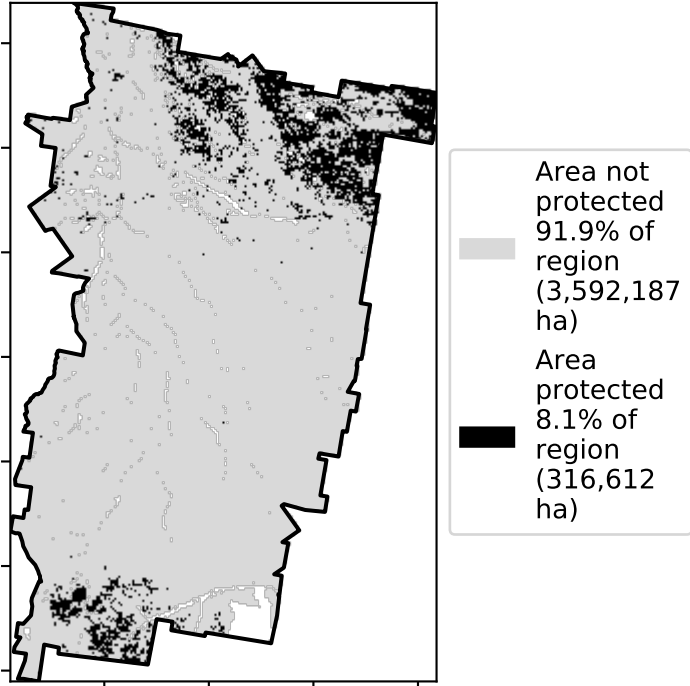 Area not
protected
91.9% of
region
(3,592,187
ha)
Area
protected
8.1% of
region
(316,612
ha)